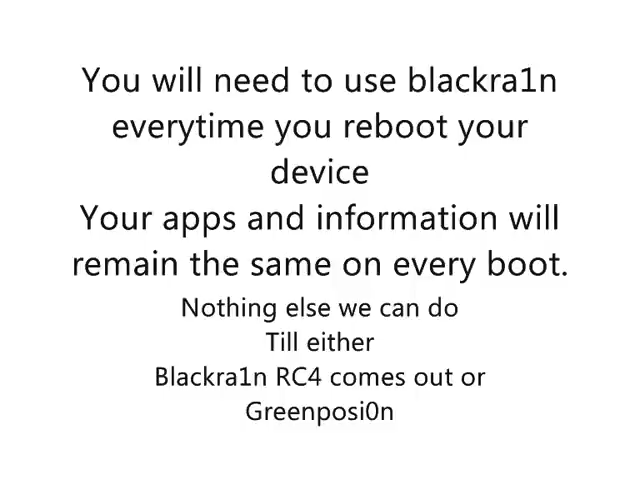 You will need to use blackra1n
everytime you reboot your
device
Your apps and information will
remain the same on every boot.
Nothing else we can do
Till either
Blackra1n RC4 comes out or
Greenposi0n